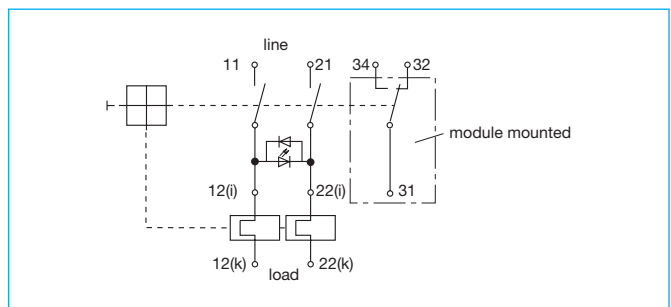 line
11 21 34 32
module mounted
12(i) 22(i) 31
12(k) 22(k)
load